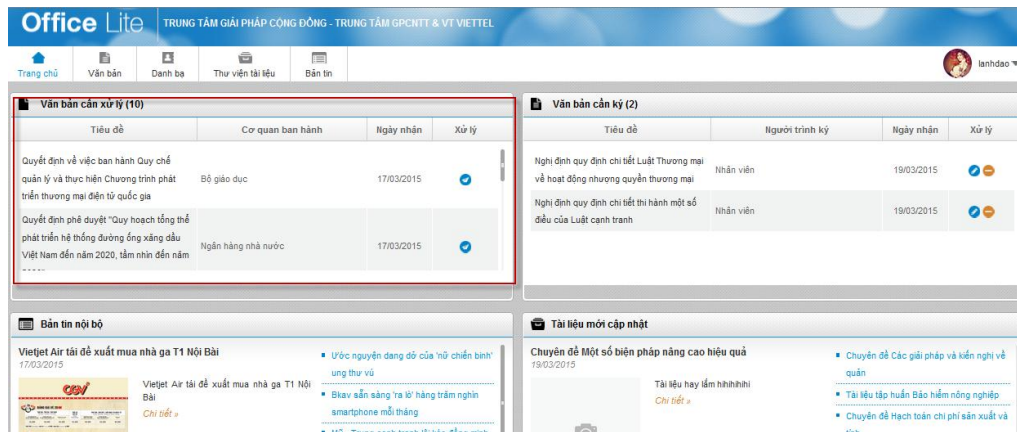 Office Lite TRUNG TÂM GIẢI PHÁP CỘNG ĐỒNG - TRUNG TÂM GPCNTT & VT VIETTEL
Trang chủ Văn bản Danh bạ Thư viện tài liệu Bản tin lanhdao
Văn bản cần xử lý (10)
Tiêu đề Cơ quan ban hành Ngày nhận Xử lý
Quyết định về việc ban hành Quy chế
quản lý và thực hiện Chương trình phát
triển thương mại điện tử quốc gia
Bộ giáo dục 17/03/2015
Quyết định phê duyệt "Quy hoạch tổng thể
phát triển hệ thống đường ống xăng dầu
Việt Nam đến năm 2020, tầm nhìn đến năm
Ngân hàng nhà nước 17/03/2015
Văn bản cần ký (2)
Tiêu đề Người trình ký Ngày nhận Xử lý
Nghị định quy định chi tiết Luật Thương mại
về hoạt động nhượng quyền thương mại
Nhân viên 19/03/2015
Nghị định quy định chi tiết thi hành một số
điều của Luật cạnh tranh
Nhân viên 19/03/2015
Bản tin nội bộ
Vietjet Air tái đề xuất mua nhà ga T1 Nội Bài
17/03/2015
CGV
Vietjet Air tái đề xuất mua nhà ga T1 Nội
Bài
Chi tiết »
Ước nguyện dang dở của 'nữ chiến binh'
ung thư vú
Bkav sẵn sàng 'ra lò' hàng trăm nghìn
smartphone mỗi tháng
Tài liệu mới cập nhật
Chuyên đề Một số biện pháp nâng cao hiệu quả
19/03/2015
Tài liệu hay lắm hihihihihi
Chi tiết »
Chuyên đề Các giải pháp và kiến nghị về
quản
Tài liệu tập huấn Bảo hiểm nông nghiệp
Chuyên đề Hạch toán chi phí sản xuất và